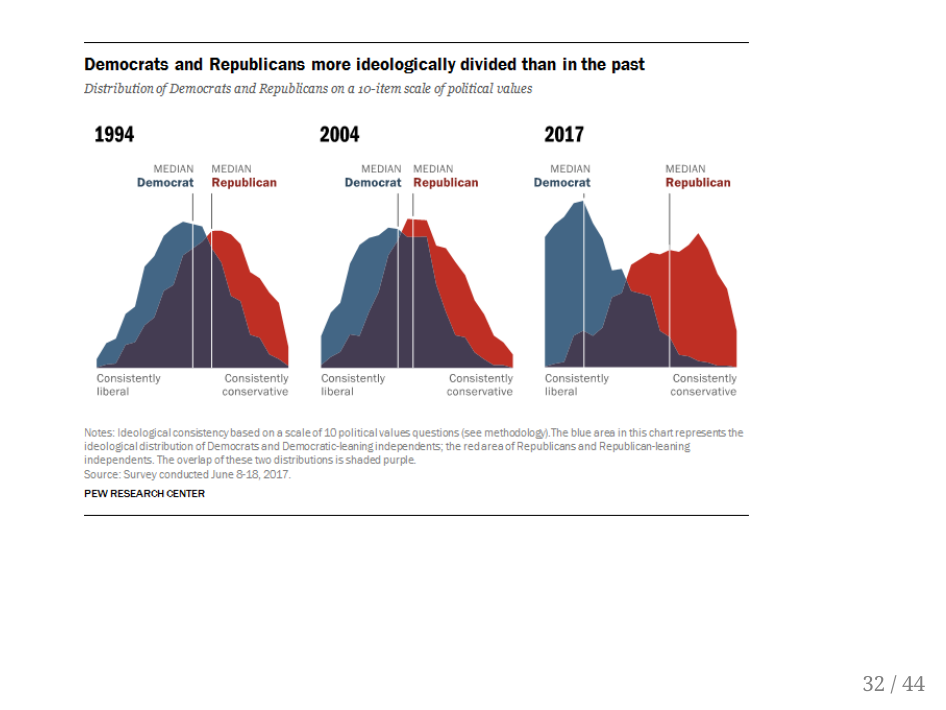 Democrats and Republicans more ideologically divided than in the past
Distribution of Democrats and Republicans on a 10-item scale of political values
1994
2004
2017
MEDIAN Democrat
MEDIAN Republican
MEDIAN Democrat
MEDIAN Republican
MEDIAN Democrat
MEDIAN Republican
Consistently liberal
Consistently conservative
Consistently liberal
Consistently conservative
Consistently liberal
Consistently conservative
Notes: Ideological consistency based on a scale of 10 political values questions (see methodology).The blue area in this chart represents the
ideological distribution of Democrats and Democratic-leaning independents; the red area of Republicans and Republican-leaning
independents. The overlap of these two distributions is shaded purple.
Source: Survey conducted June 8-18, 2017.
PEW RESEARCH CENTER
32 / 44